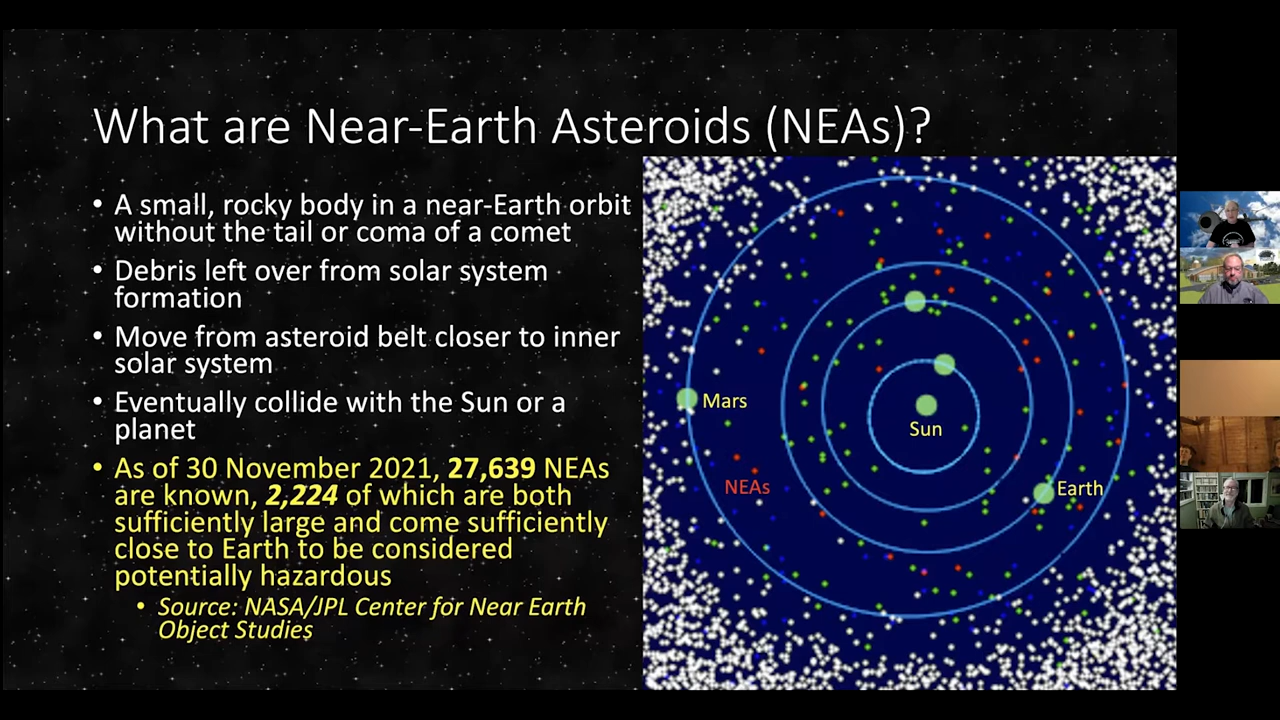 What are Near-Earth Asteroids (NEAs)?
• A small, rocky body in a near-Earth orbit
without the tail or coma of a comet
• Debris left over from solar system
formation
• Move from asteroid belt closer to inner
solar system
• Eventually collide with the Sun or a
planet
• As of 30 November 2021, 27,639 NEAs
are known, 2,224 of which are both
sufficiently large and come sufficiently
close to Earth to be considered
potentially hazardous
• Source: NASA/JPL Center for Near Earth
Object Studies
Mars
Sun
NEAs
Earth